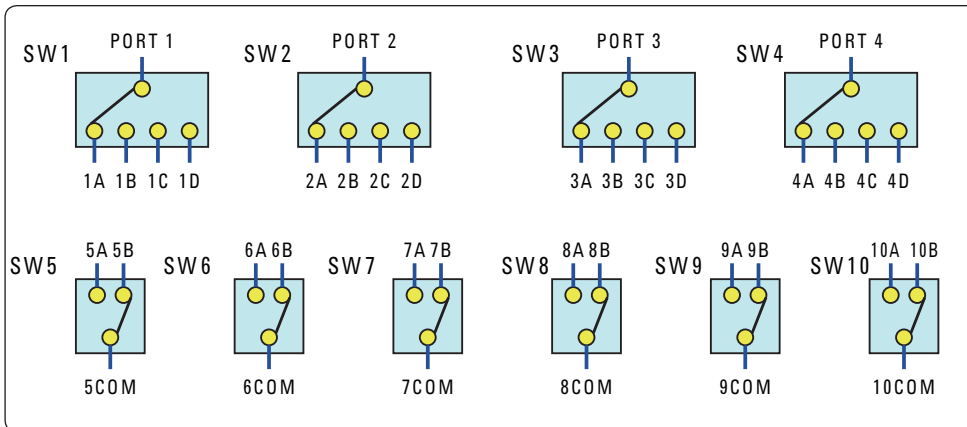 SW1 PORT 1 SW2 PORT 2 SW3 PORT 3 SW4 PORT 4
1A 1B 1C 1D 2A 2B 2C 2D 3A 3B 3C 3D 4A 4B 4C 4D
SW5 5A 5B SW6 6A 6B SW7 7A 7B SW8 8A 8B SW9 9A 9B SW10 10A 10B
5COM 6COM 7COM 8COM 9COM 10COM